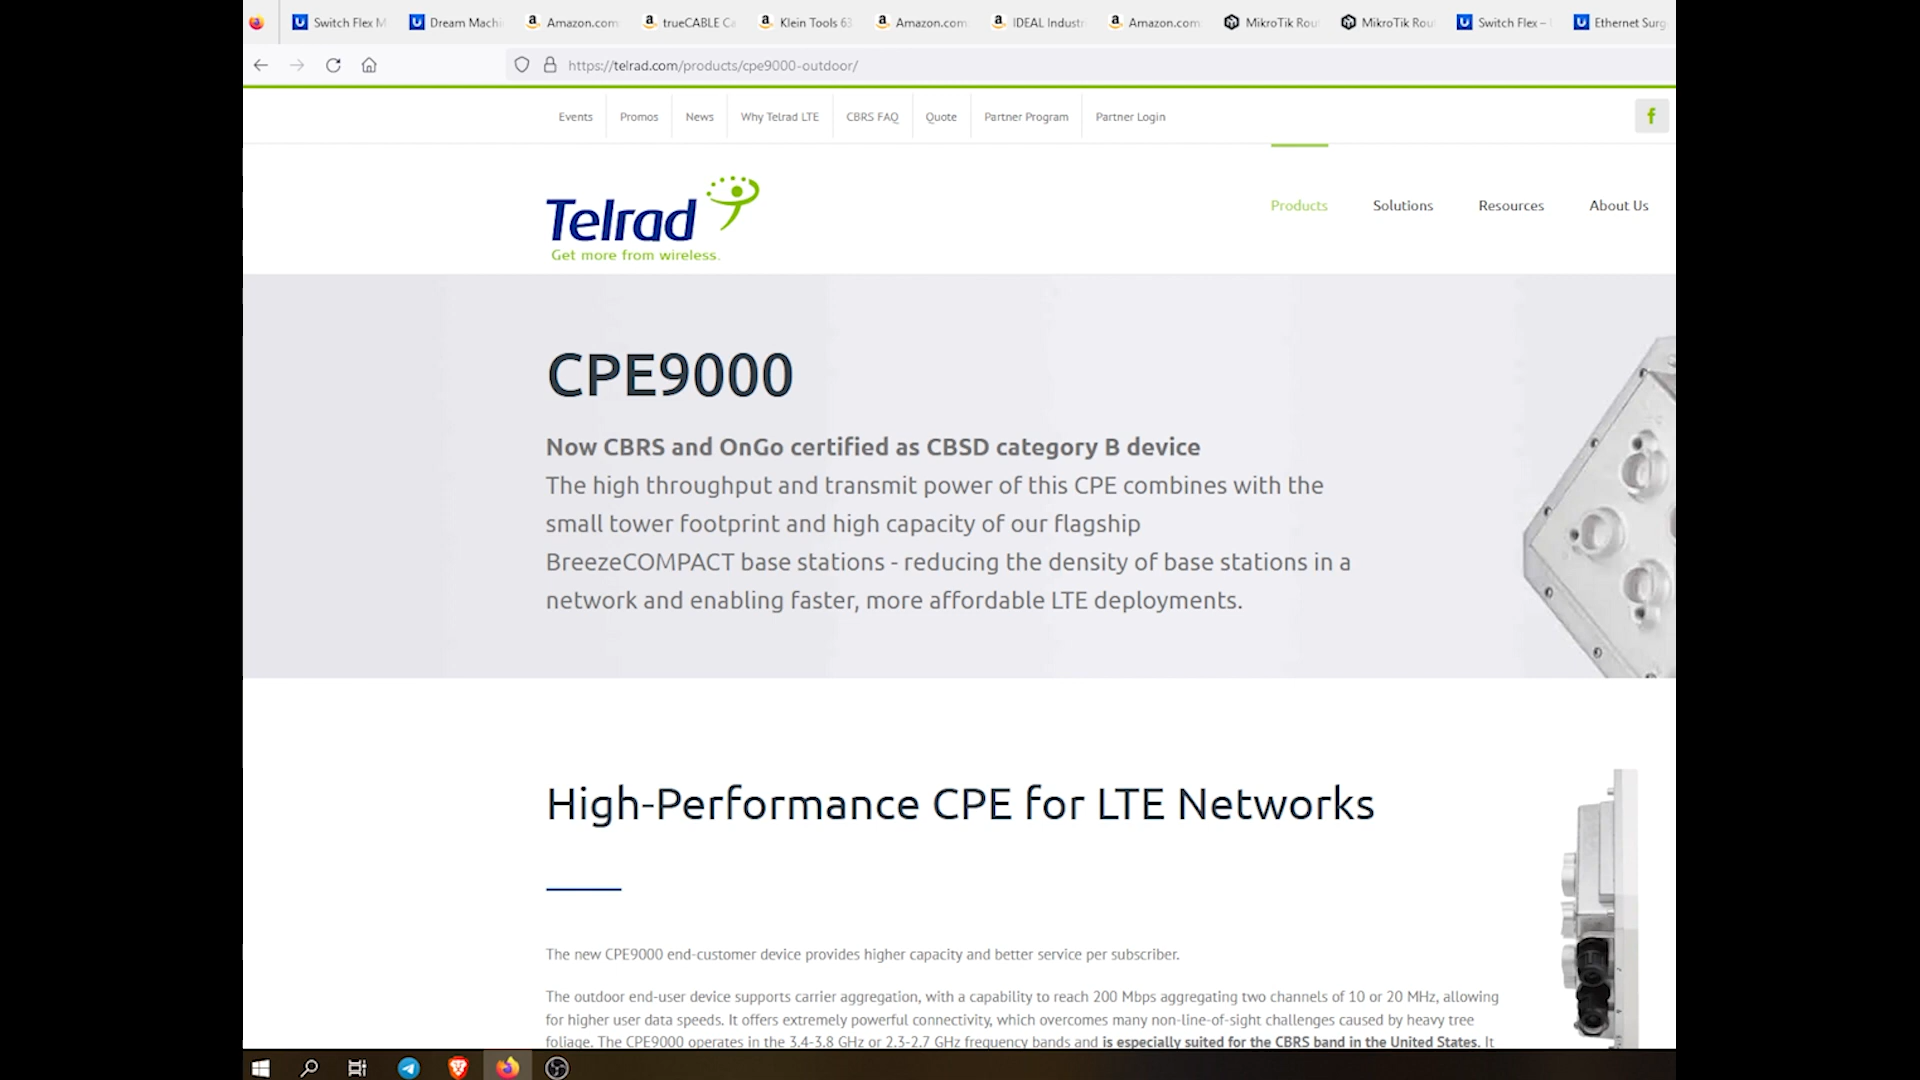 Switch Flex M
Dream Machi
Amazon.com
trueCABLE Ca
Klein Tools 63
Amazon.com
IDEAL Industri
Amazon.com
MikroTik Rou
MikroTik Rou
Switch Flex –
Ethernet Surg
https://telrad.com/products/cpe9000-outdoor/
Events
Promos
News
Why Telrad LTE
CBRS FAQ
Quote
Partner Program
Partner Login
Telrad
Get more from wireless.
Products
Solutions
Resources
About Us
CPE9000
Now CBRS and OnGo certified as CBSD category B device
The high throughput and transmit power of this CPE combines with the
small tower footprint and high capacity of our flagship
BreezeCOMPACT base stations - reducing the density of base stations in a
network and enabling faster, more affordable LTE deployments.
High-Performance CPE for LTE Networks
The new CPE9000 end-customer device provides higher capacity and better service per subscriber.
The outdoor end-user device supports carrier aggregation, with a capability to reach 200 Mbps aggregating two channels of 10 or 20 MHz, allowing
for higher user data speeds. It offers extremely powerful connectivity, which overcomes many non-line-of-sight challenges caused by heavy tree
foliage. The CPE9000 operates in the 3.4-3.8 GHz or 2.3-2.7 GHz frequency bands and is especially suited for the CBRS band in the United States. It